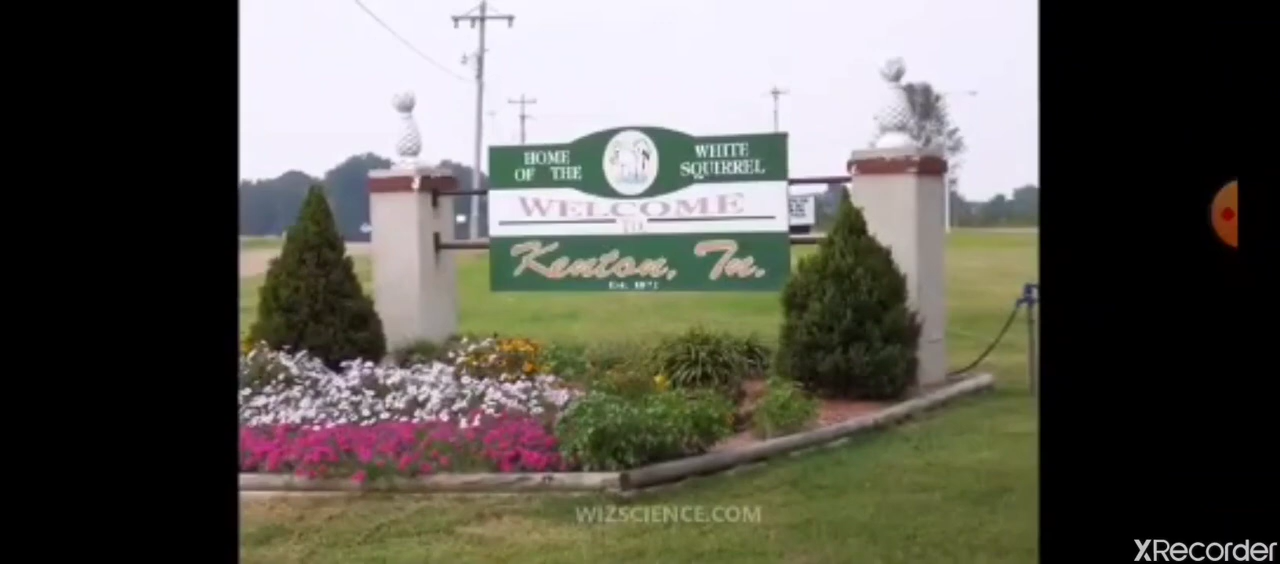 HOME OF THE
WHITE SQUIRREL
WELCOME
TO
Kenton, Tn.
WIZSCIENCE.COM
XRecorder